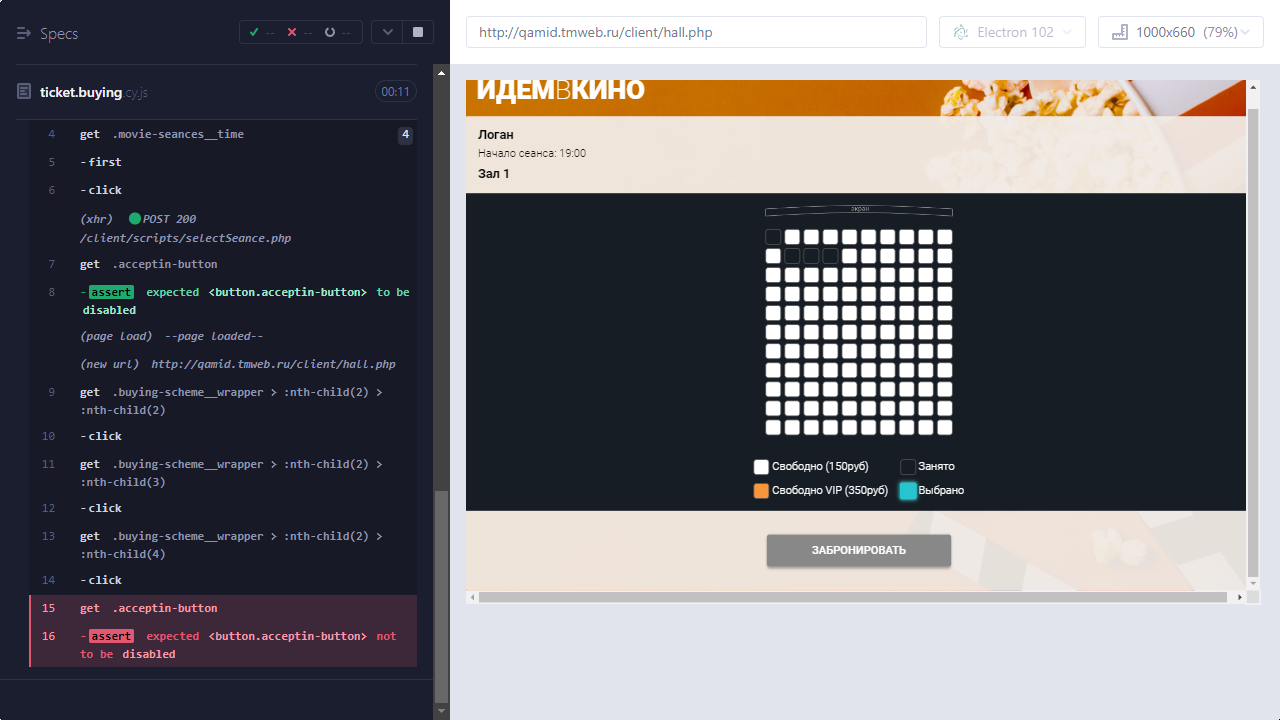 Specs
--
--
--
ticket.buying.cy.js
00:11
4 get .movie-seances__time 4
5 -first
6 -click
(xhr) POST 200
/client/scripts/selectSeance.php
7 get .acceptin-button
8 -assert expected <button.acceptin-button> to be
disabled
(page load) --page loaded--
(new url) http://qamid.tmweb.ru/client/hall.php
9 get .buying-scheme__wrapper > :nth-child(2) >
:nth-child(2)
10 -click
11 get .buying-scheme__wrapper > :nth-child(2) >
:nth-child(3)
12 -click
13 get .buying-scheme__wrapper > :nth-child(2) >
:nth-child(4)
14 -click
15 get .acceptin-button
16 -assert expected <button.acceptin-button> not
to be disabled
http://qamid.tmweb.ru/client/hall.php
Electron 102
1000x660 (79%)
ИДЕМВКИНО
Логан
Начало сеанса: 19:00
Зал 1
экран
Свободно (150руб)
Занято
Свободно VIP (350руб)
Выбрано
ЗАБРОНИРОВАТЬ